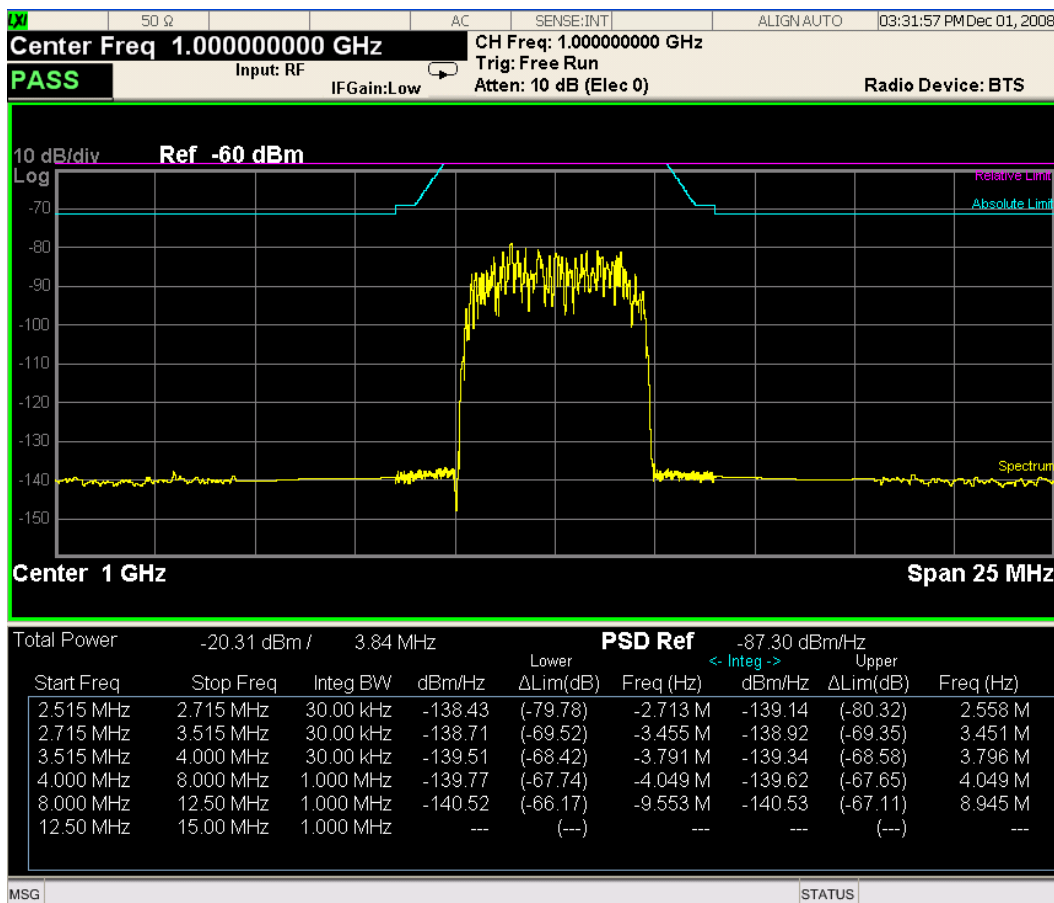 LXI 50 Ω AC SENSE:INT ALIGN AUTO 03:31:57 PM Dec 01, 2008
Center Freq 1.000000000 GHz CH Freq: 1.000000000 GHz
Input: RF Trig: Free Run
PASS IFGain:Low Atten: 10 dB (Elec 0) Radio Device: BTS
10 dB/div Ref -60 dBm
Log Relative Limit
-70 Absolute Limit
-80
-90
-100
-110
-120
-130
Spectrum
-140
-150
Center 1 GHz Span 25 MHz
Total Power -20.31 dBm / 3.84 MHz PSD Ref -87.30 dBm/Hz
Lower <- Integ -> Upper
Start Freq Stop Freq Integ BW dBm/Hz ΔLim(dB) Freq (Hz) dBm/Hz ΔLim(dB) Freq (Hz)
2.515 MHz 2.715 MHz 30.00 kHz -138.43 (-79.78) -2.713 M -139.14 (-80.32) 2.558 M
2.715 MHz 3.515 MHz 30.00 kHz -138.71 (-69.52) -3.455 M -138.92 (-69.35) 3.451 M
3.515 MHz 4.000 MHz 30.00 kHz -139.51 (-68.42) -3.791 M -139.34 (-68.58) 3.796 M
4.000 MHz 8.000 MHz 1.000 MHz -139.77 (-67.74) -4.049 M -139.62 (-67.65) 4.049 M
8.000 MHz 12.50 MHz 1.000 MHz -140.52 (-66.17) -9.553 M -140.53 (-67.11) 8.945 M
12.50 MHz 15.00 MHz 1.000 MHz --- (---) --- --- (---) ---
MSG STATUS